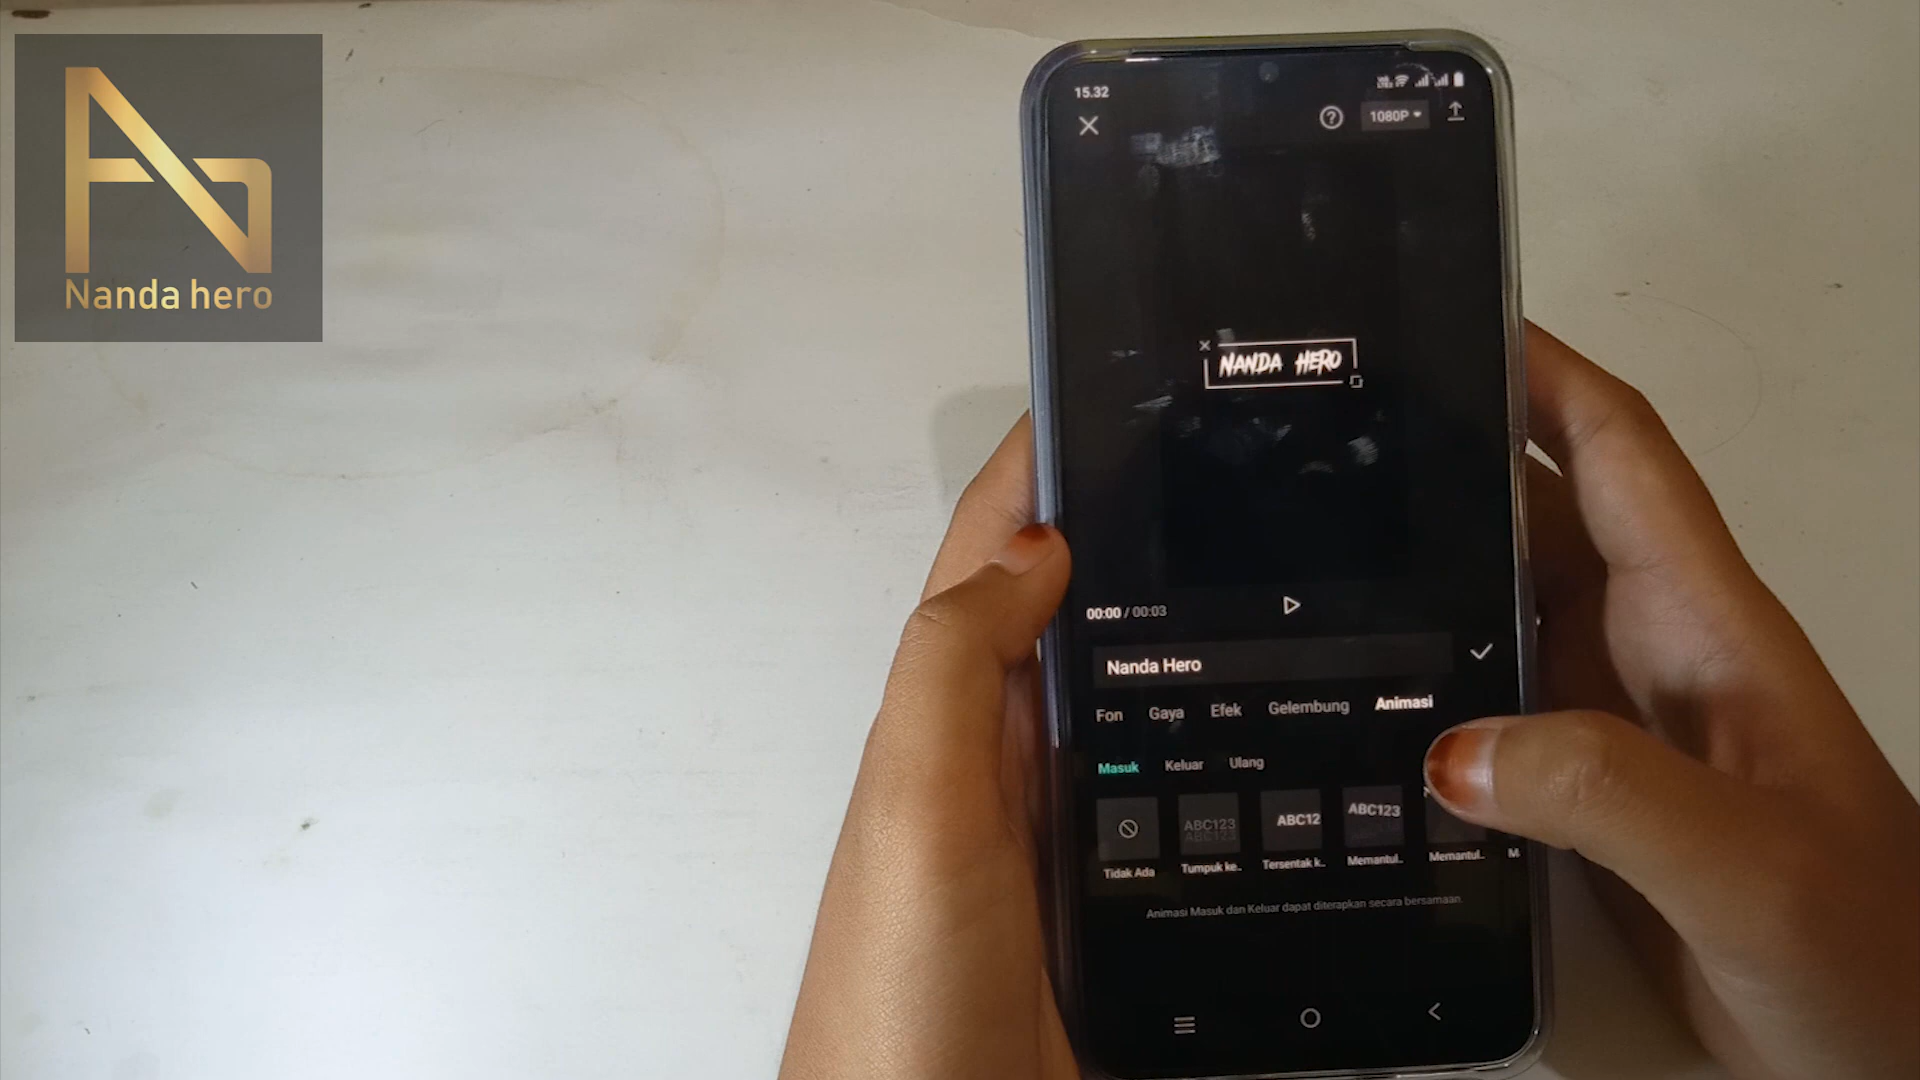 Nanda hero
15.32
1080P
NANDA HERO
00:00 / 00:03
Nanda Hero
Fon Gaya Efek Gelembung Animasi
Masuk Keluar Ulang
ABC123 ABC12 ABC123
Tidak Ada Tumpuk ke.. Tersentak k.. Memantul.. Memantul.. M
Animasi Masuk dan Keluar dapat diterapkan secara bersamaan.